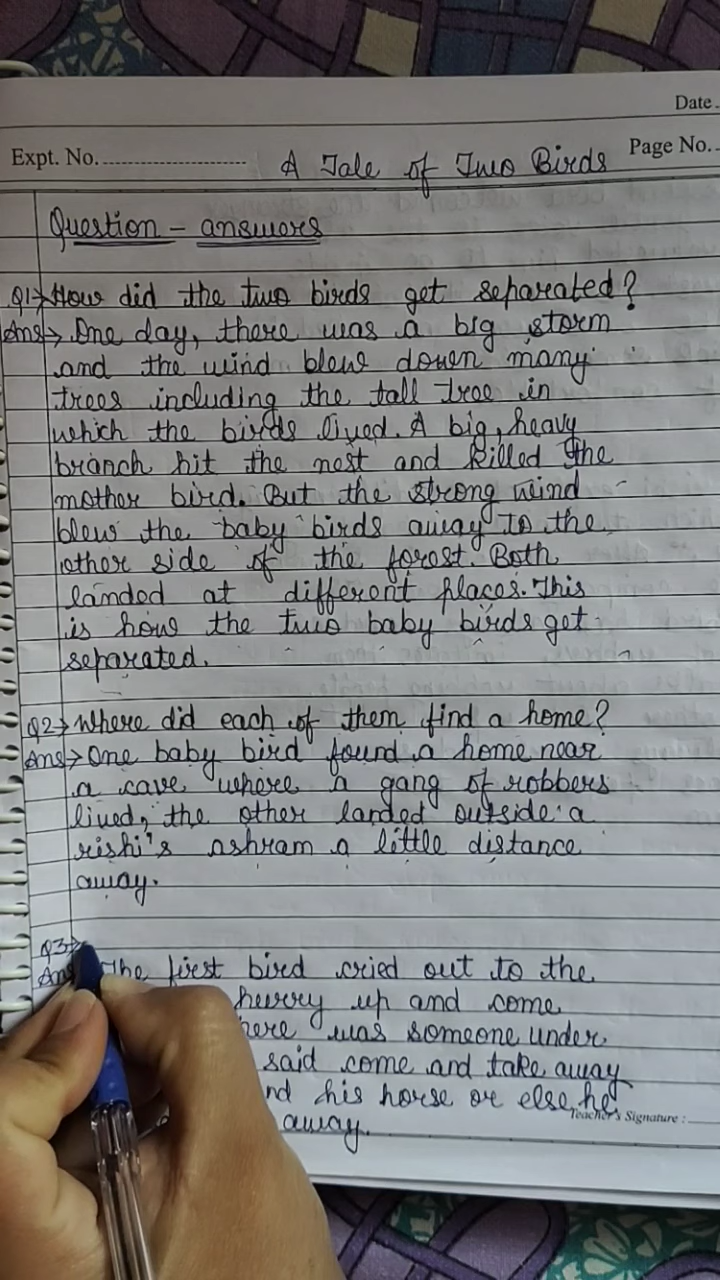 Date.
Expt. No. A Tale of Two Birds Page No.
Question - answers
Q1→ How did the two birds get separated?
Ans→ One day, there was a big storm
and the wind blew down many
trees including the tall tree in
which the birds lived. A big, heavy
branch hit the nest and killed the
mother bird. But the strong wind
blew the baby birds away to the
other side of the forest. Both
landed at different places. This
is how the two baby birds get
separated.
Q2→ Where did each of them find a home?
Ans→ One baby bird found a home near
a cave where a gang of robbers
lived, the other landed outside a
rishi's ashram a little distance
away.
Q3→
Ans The first bird cried out to the
hurry up and come
here was someone under
said come and take away
nd his horse or else, he
Teacher's Signature :
away.